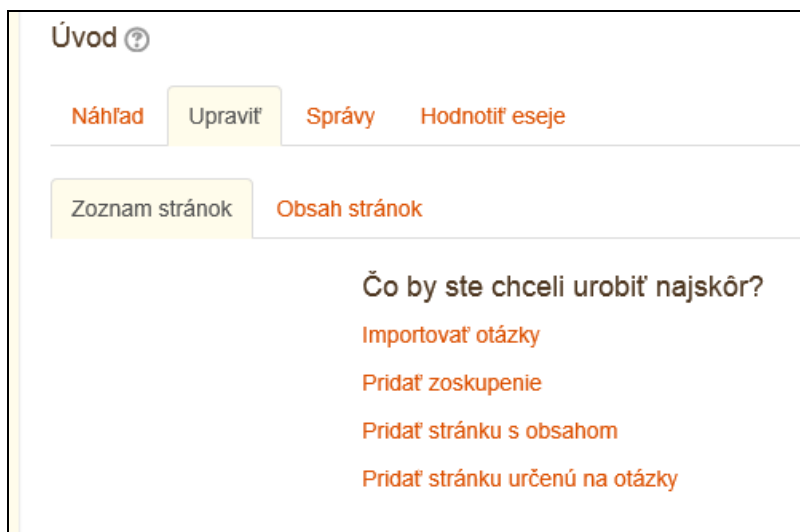 Úvod
Náhľad Upraviť Správy Hodnotiť eseje
Zoznam stránok Obsah stránok
Čo by ste chceli urobiť najskôr?
Importovať otázky
Pridať zoskupenie
Pridať stránku s obsahom
Pridať stránku určenú na otázky